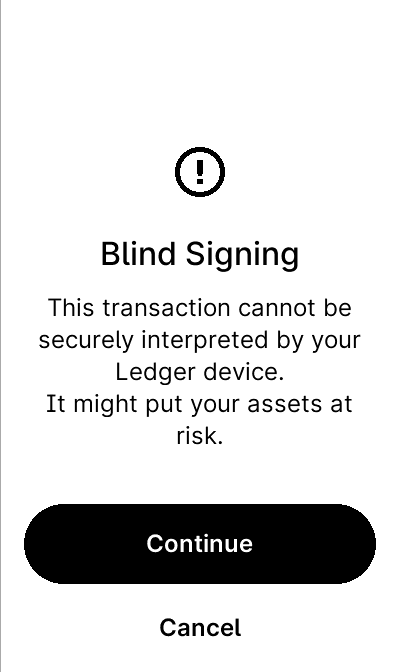 Blind Signing
This transaction cannot be
securely interpreted by your
Ledger device.
It might put your assets at
risk.
Continue
Cancel